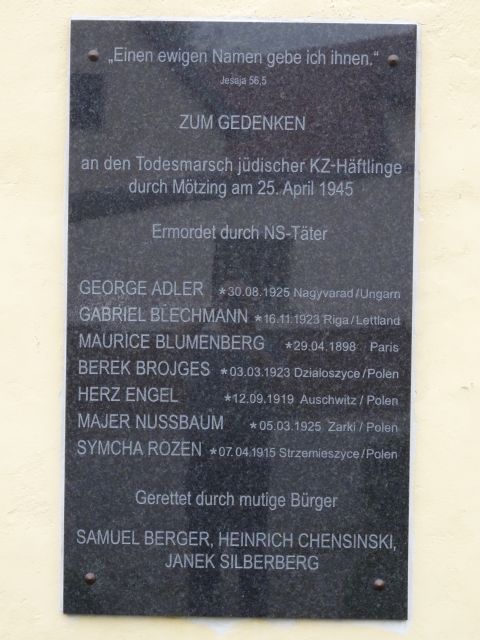 „Einen ewigen Namen gebe ich ihnen.“
Jesaja 56,5
ZUM GEDENKEN
an den Todesmarsch jüdischer KZ-Häftlinge
durch Mötzing am 25. April 1945
Ermordet durch NS-Täter
GEORGE ADLER *30.08.1925 Nagyvarad/Ungarn
GABRIEL BLECHMANN *16.11.1923 Riga/Lettland
MAURICE BLUMENBERG *29.04.1898 Paris
BEREK BROJGES *03.03.1923 Dzialoszyce/Polen
HERZ ENGEL *12.09.1919 Auschwitz/Polen
MAJER NUSSBAUM *05.03.1925 Zarki/Polen
SYMCHA ROZEN *07.04.1915 Strzemieszyce/Polen
Gerettet durch mutige Bürger
SAMUEL BERGER, HEINRICH CHENSINSKI,
JANEK SILBERBERG